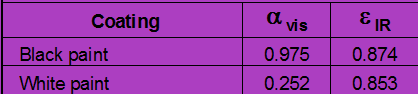 Coating α vis ε IR
Black paint 0.975 0.874
White paint 0.252 0.853